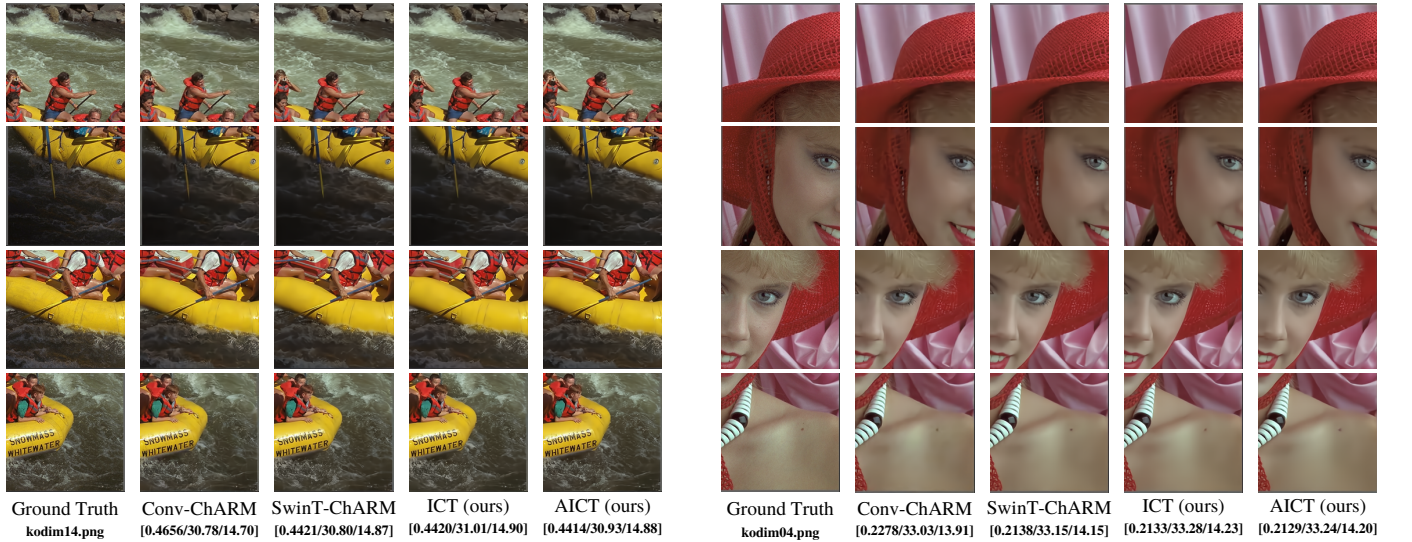 SNOWMASS SNOWMASS SNOWMASS SNOWMASS SNOWMASS
WHITEWATER WHITEWATER WHITEWATER WHITEWATER WHITEWATER
Ground Truth Conv-ChARM SwinT-ChARM ICT (ours) AICT (ours)
kodim14.png [0.4656/30.78/14.70] [0.4421/30.80/14.87] [0.4420/31.01/14.90] [0.4414/30.93/14.88]
Ground Truth Conv-ChARM SwinT-ChARM ICT (ours) AICT (ours)
kodim04.png [0.2278/33.03/13.91] [0.2138/33.15/14.15] [0.2133/33.28/14.23] [0.2129/33.24/14.20]